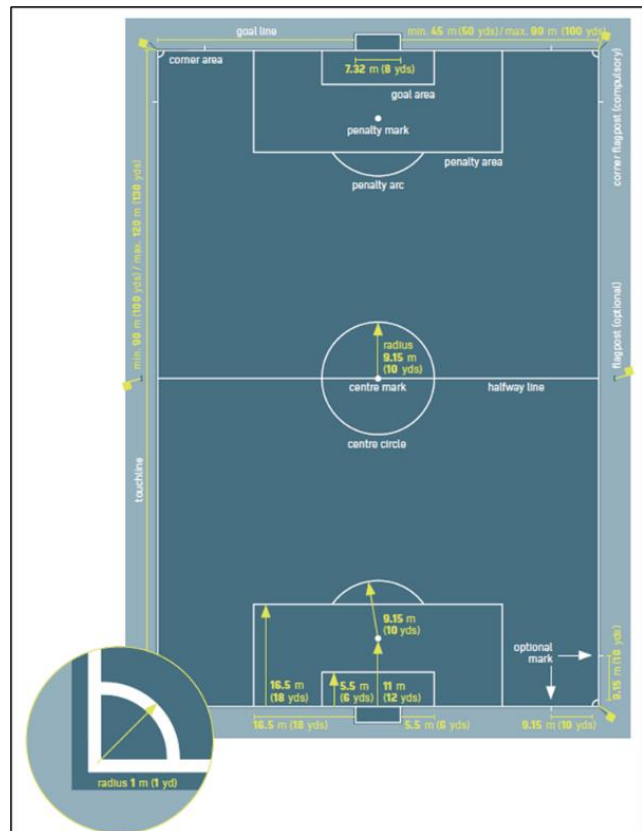 goal line
min. 45 m (50 yds)/max. 90 m (100 yds)
corner area
7.32 m (8 yds)
goal area
penalty mark
penalty area
penalty arc
corner flagpost (compulsory)
min. 90 m (100 yds)/max. 120 m (130 yds)
radius
9.15 m
(10 yds)
flagpost (optional)
centre mark
halfway line
centre circle
touchline
9.15 m
(10 yds)
optional
mark
9.15 m (10 yds)
16.5 m
(18 yds)
5.5 m
(6 yds)
11 m
(12 yds)
16.5 m (18 yds)
5.5 m (6 yds)
9.15 m (10 yds)
radius 1 m (1 yd)